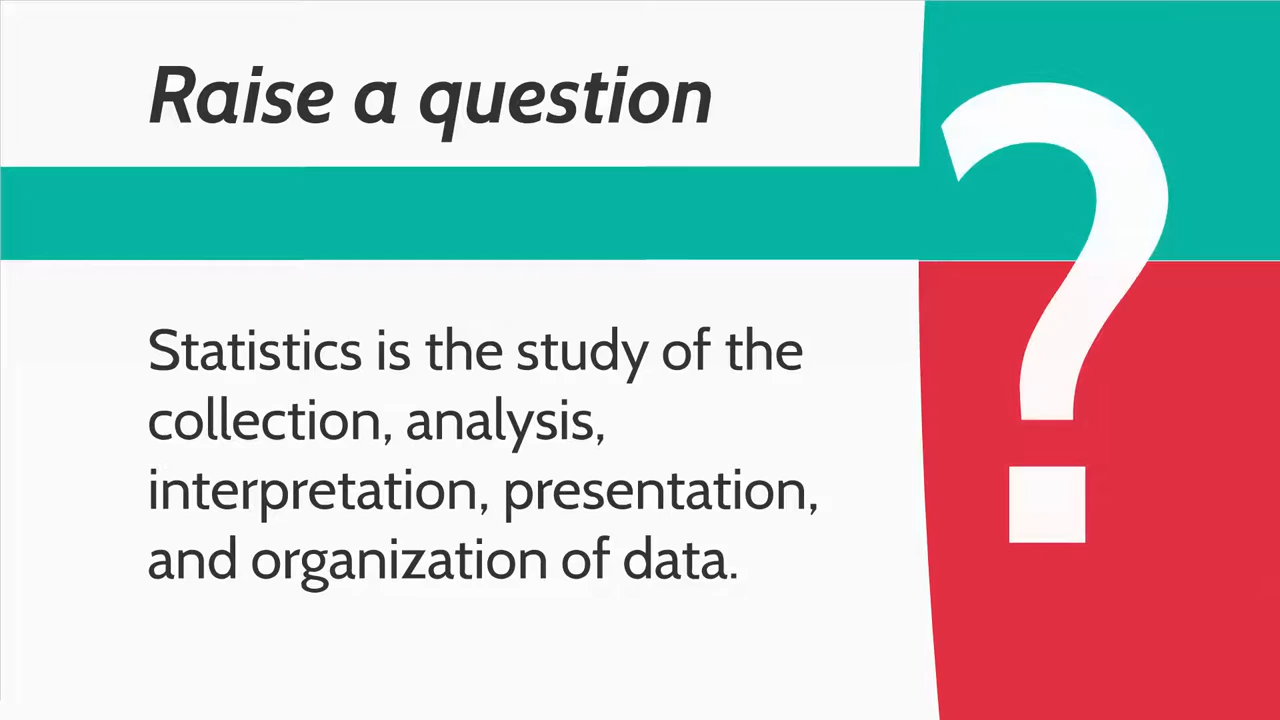 Raise a question
Statistics is the study of the
collection, analysis,
interpretation, presentation,
and organization of data.
?